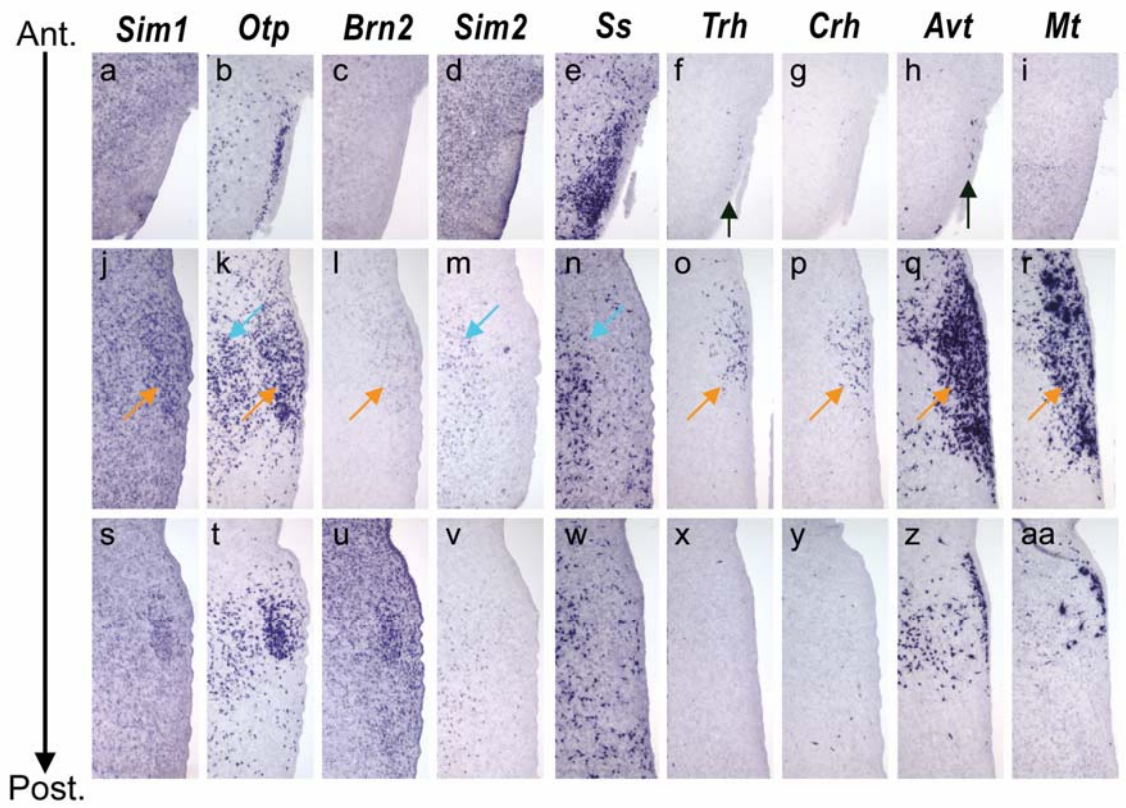 Ant. Sim1 Otp Brn2 Sim2 Ss Trh Crh Avt Mt
a b c d e f g h i
j k l m n o p q r
s t u v w x y z aa
Post.